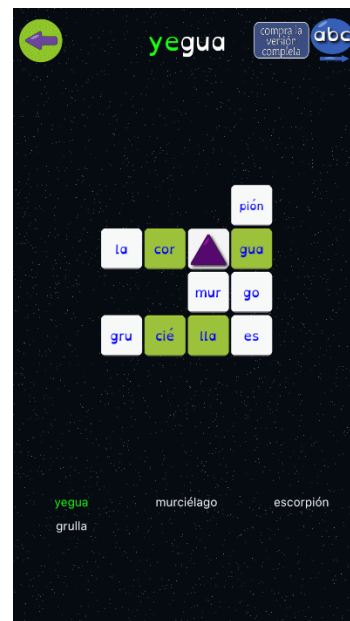 yegua
compra la
versión
complela
abc
pión
la cor gua
mur go
gru cié lla es
yegua murciélago escorpión
grulla